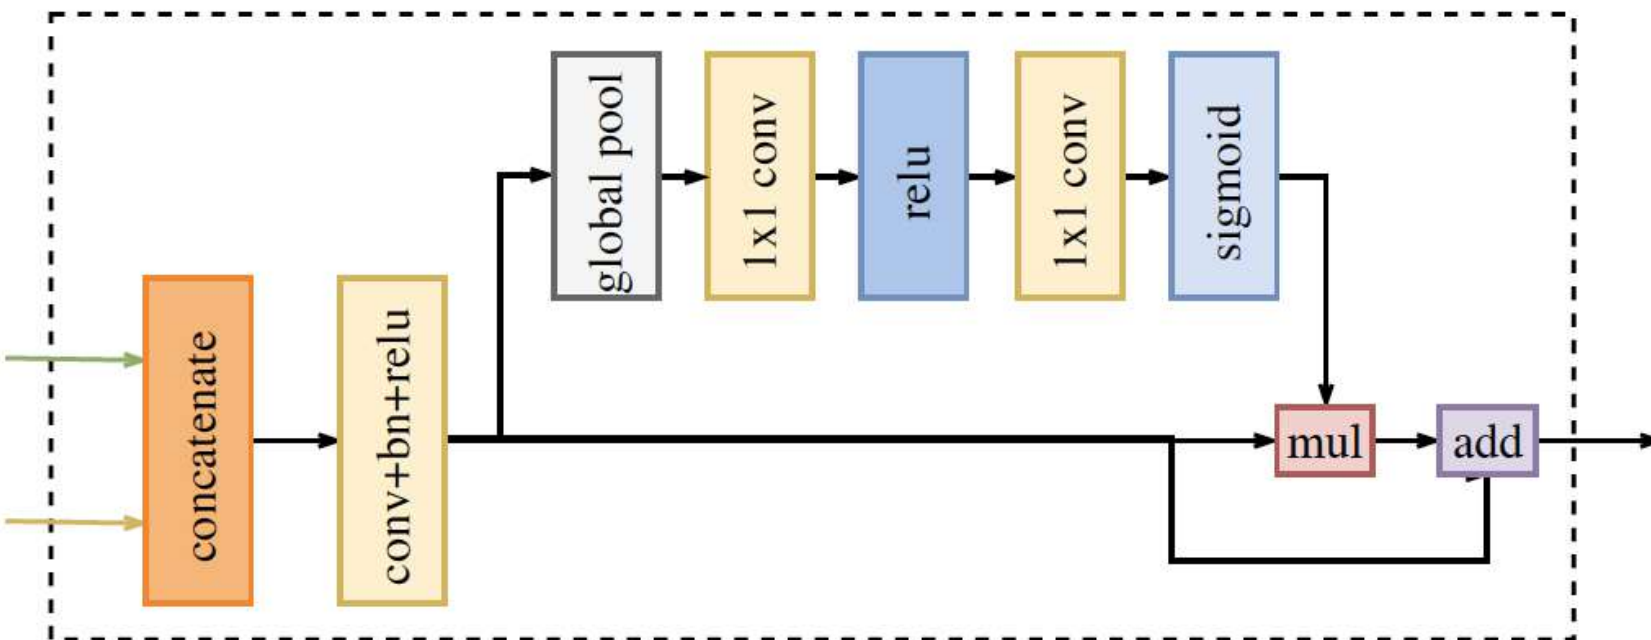 concatenate
conv+bn+relu
global pool
1x1 conv
relu
1x1 conv
sigmoid
mul
add